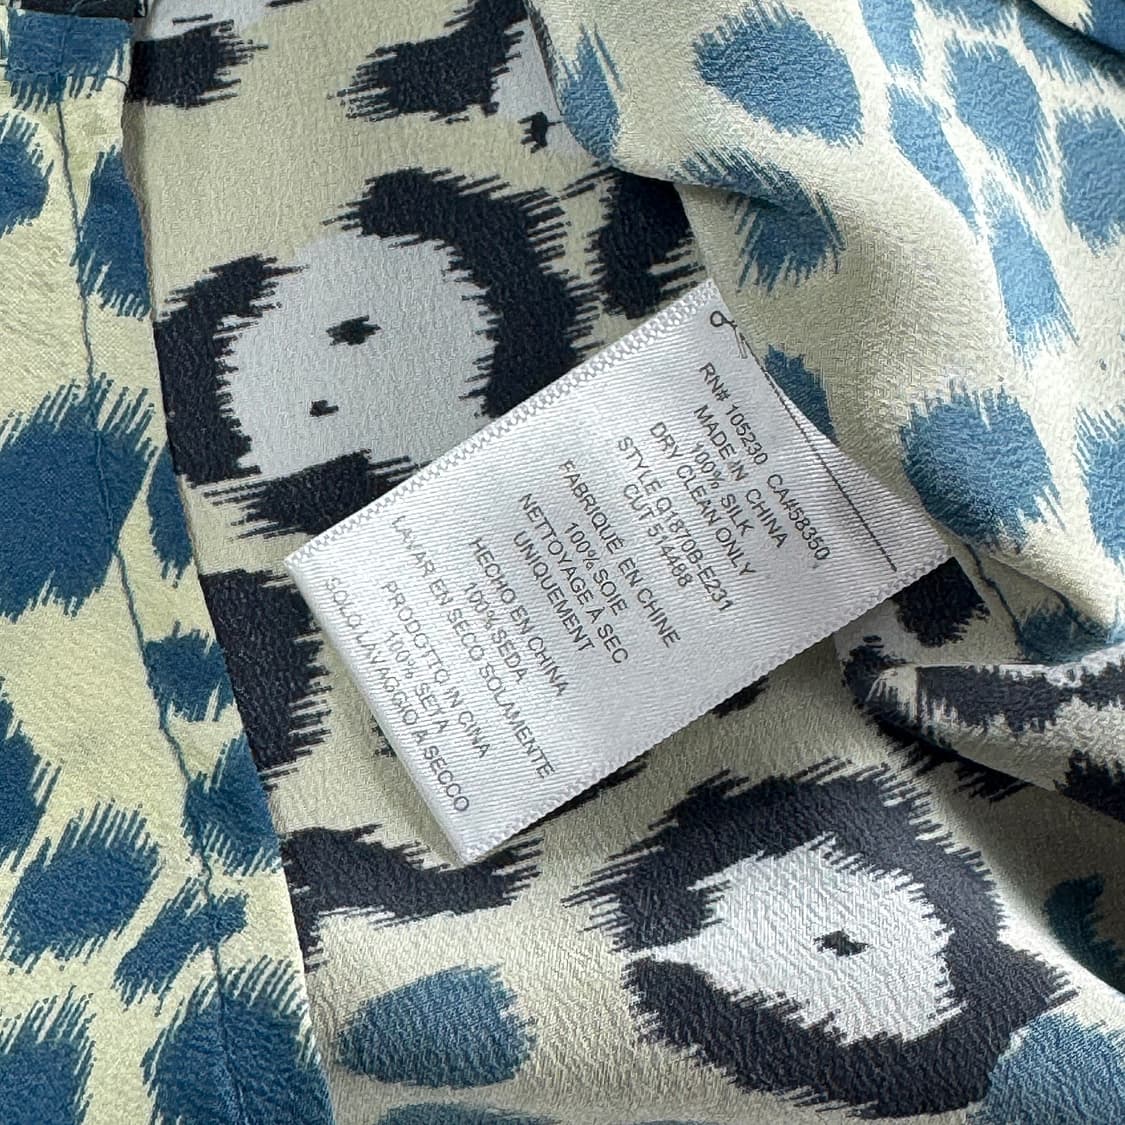 RN# 105230 CA#58350
MADE IN CHINA
100% SILK
DRY CLEAN ONLY
STYLE Q1870B-E231
CUT 514488
FABRIQUÉ EN CHINE
100% SOIE
NETTOYAGE À SEC
UNIQUEMENT
HECHO EN CHINA
100% SEDA
LAVAR EN SECO SOLAMENTE
PRODOTTO IN CINA
100% SETA
SOLO LAVAGGIO A SECCO